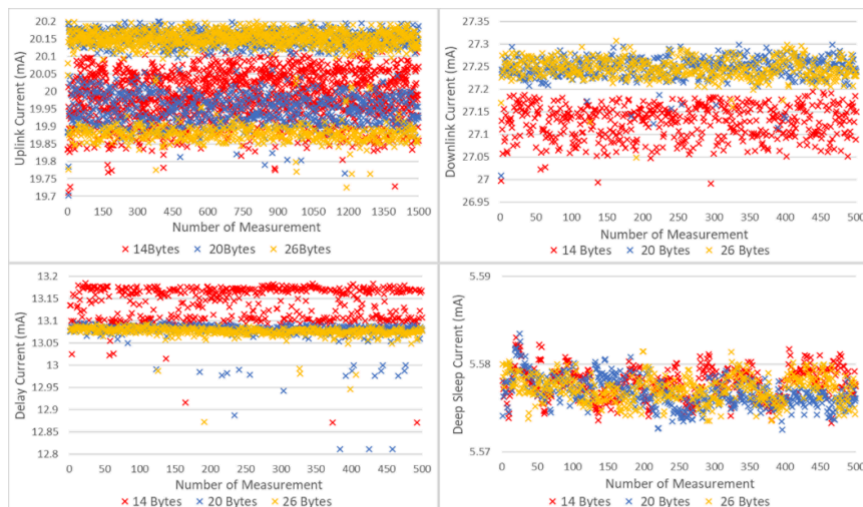 Uplink Current (mA)
20.2
20.15
20.1
20.05
20
19.95
19.9
19.85
19.8
19.75
19.7
0 150 300 450 600 750 900 1050 1200 1350 1500
Number of Measurement
× 14Bytes × 20Bytes × 26Bytes
Downlink Current (mA)
27.35
27.3
27.25
27.2
27.15
27.1
27.05
27
26.95
0 50 100 150 200 250 300 350 400 450 500
Number of Measurement
× 14 Bytes × 20 Bytes × 26 Bytes
Delay Current (mA)
13.2
13.15
13.1
13.05
13
12.95
12.9
12.85
12.8
0 50 100 150 200 250 300 350 400 450 500
Number of Measurement
× 14 Bytes × 20 Bytes × 26 Bytes
Deep Sleep Current (mA)
5.59
5.58
5.57
0 50 100 150 200 250 300 350 400 450 500
Number of Measurement
× 14 Bytes × 20 Bytes × 26 Bytes